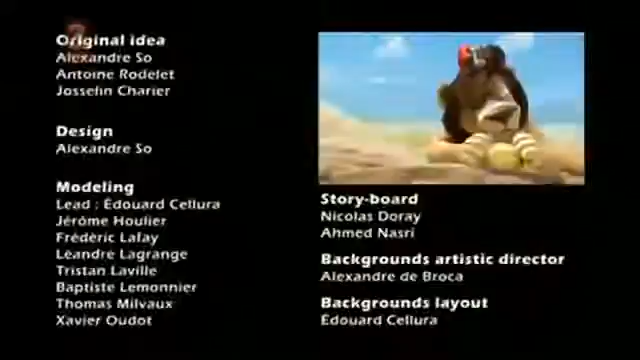 Original idea
Alexandre So
Antoine Rodelet
Josselin Charier
Design
Alexandre So
Modeling
Lead : Édouard Cellura
Jérôme Houlier
Frédéric Lafay
Leandre Lagrange
Tristan Laville
Baptiste Lemonnier
Thomas Milvaux
Xavier Oudot
Story-board
Nicolas Doray
Ahmed Nasri
Backgrounds artistic director
Alexandre de Broca
Backgrounds layout
Édouard Cellura